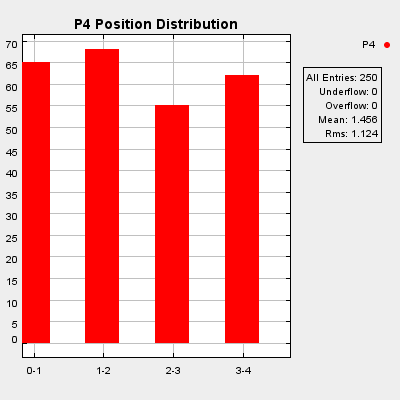 P4 Position Distribution
P4
All Entries: 250
Underflow: 0
Overflow: 0
Mean: 1.456
Rms: 1.124
70
65
60
55
50
45
40
35
30
25
20
15
10
5
0
0-1
1-2
2-3
3-4